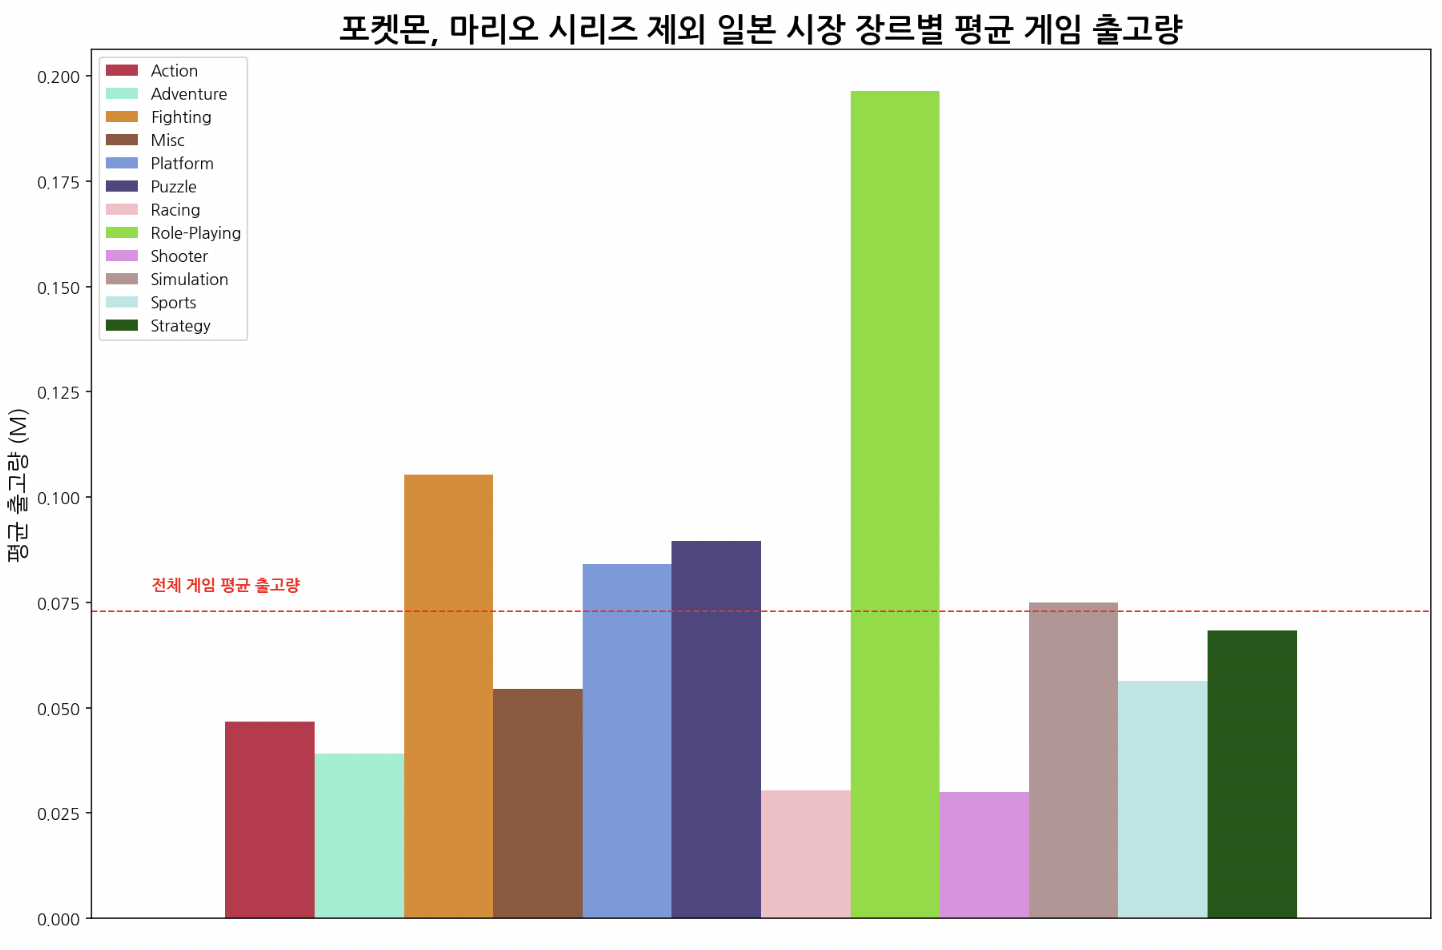 포켓몬, 마리오 시리즈 제외 일본 시장 장르별 평균 게임 출고량
평균 출고량 (M)
0.200
0.175
0.150
0.125
0.100
0.075
0.050
0.025
0.000
Action
Adventure
Fighting
Misc
Platform
Puzzle
Racing
Role-Playing
Shooter
Simulation
Sports
Strategy
전체 게임 평균 출고량